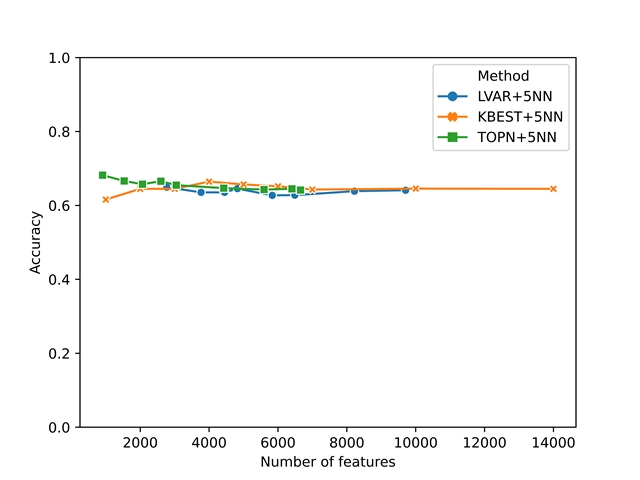 1.0
0.8
0.6
0.4
0.2
0.0
Accuracy
Method
LVAR+5NN
KBEST+5NN
TOPN+5NN
2000 4000 6000 8000 10000 12000 14000
Number of features